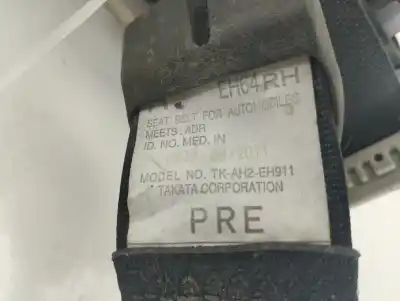 EH64RH
SEAT BELT FOR AUTOMOBILES
MEETS ADR
ID. NO. MED. IN
2011
MODEL NO. TK-AH2-EH911
TAKATA CORPORATION
PRE